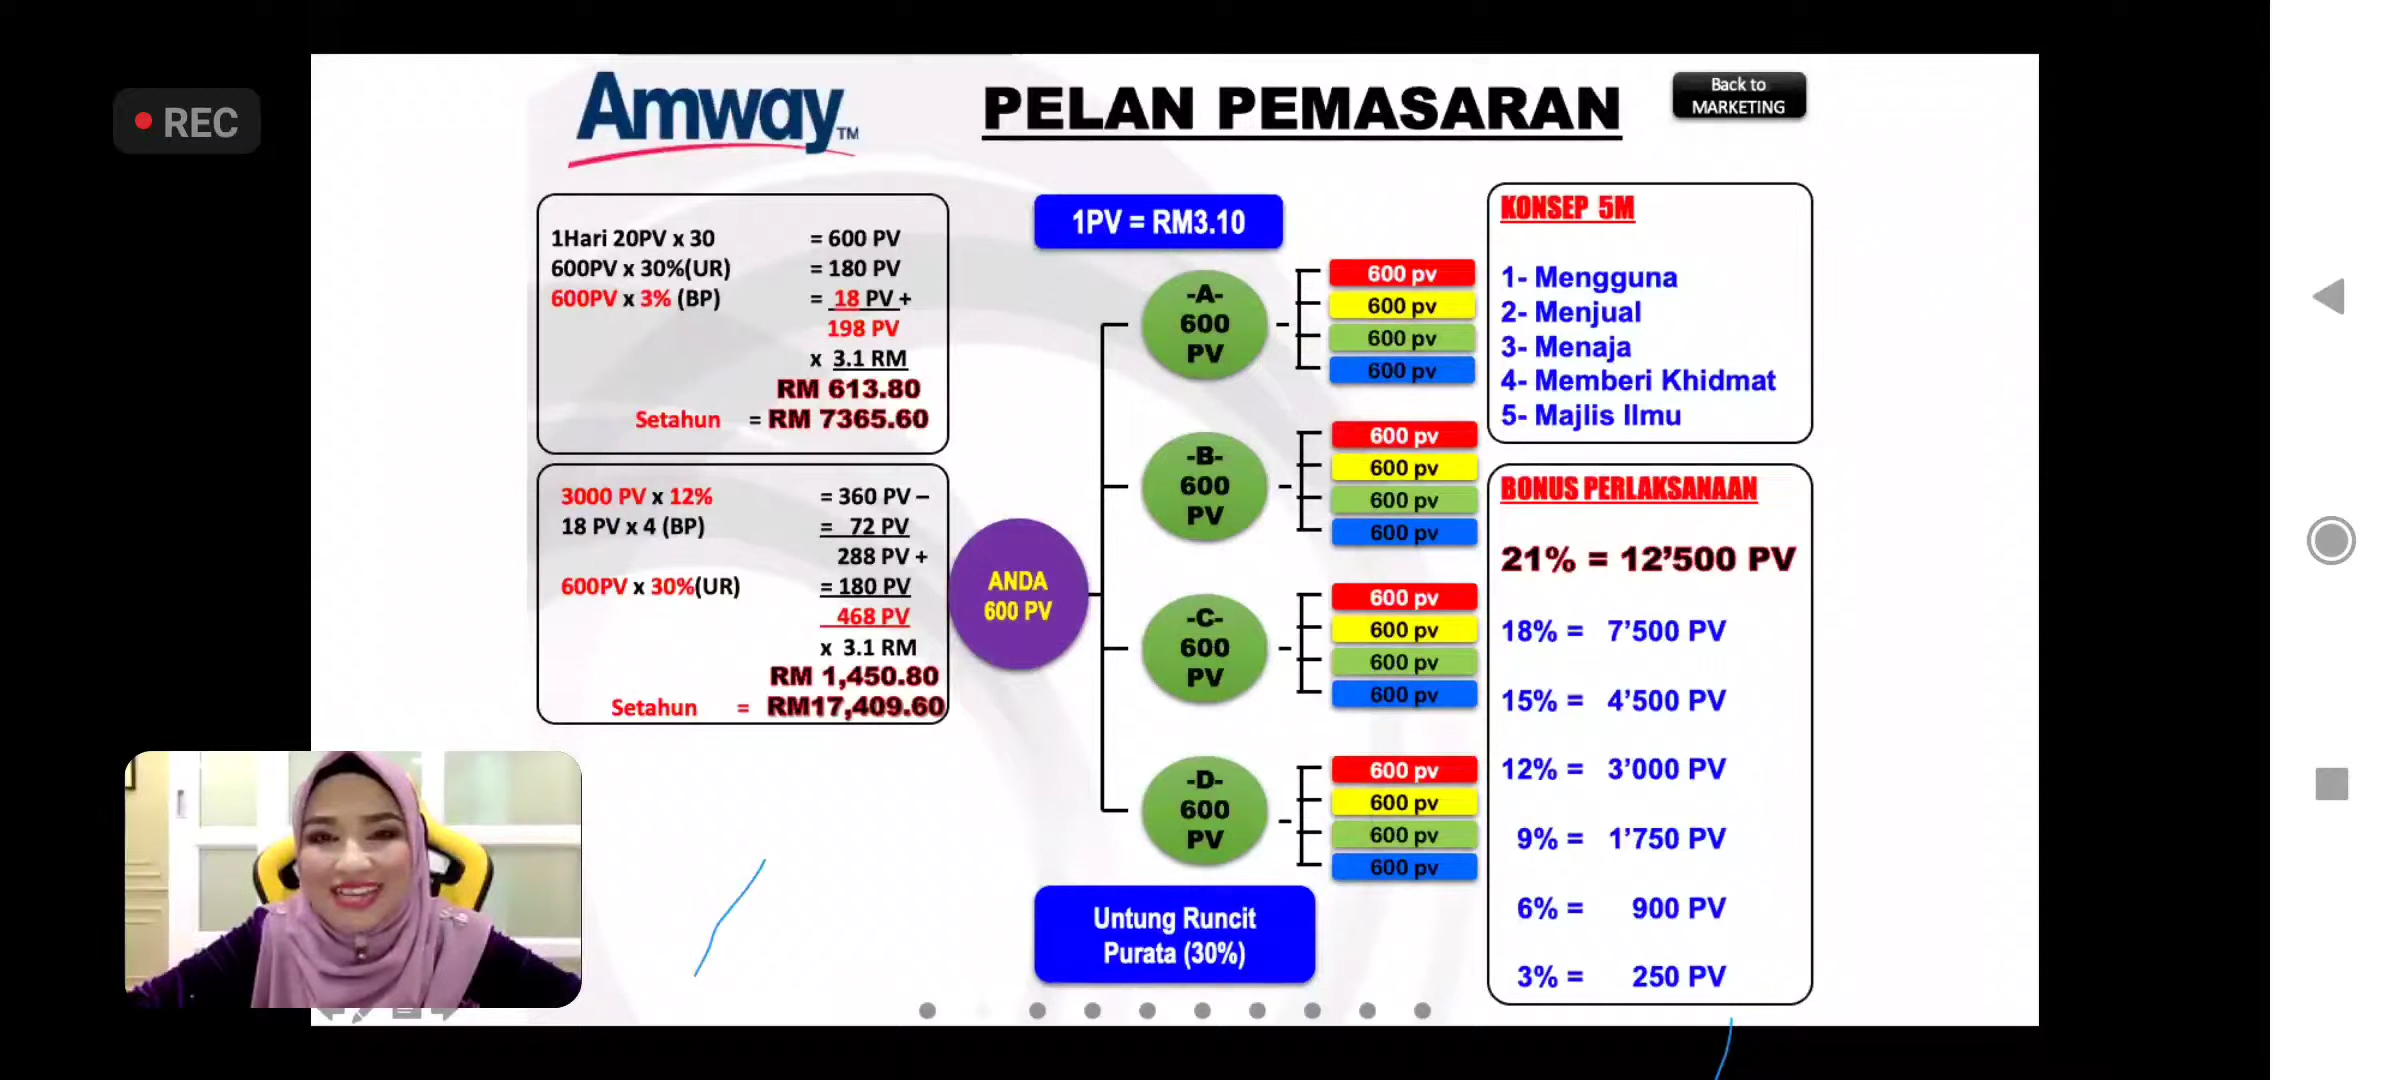 REC
Amway™
PELAN PEMASARAN
Back to
MARKETING
1Hari 20PV x 30 = 600 PV
600PV x 30%(UR) = 180 PV
600PV x 3% (BP) = 18 PV +
198 PV
x 3.1 RM
RM 613.80
Setahun = RM 7365.60
3000 PV x 12% = 360 PV –
18 PV x 4 (BP) = 72 PV
288 PV +
600PV x 30%(UR) = 180 PV
468 PV
x 3.1 RM
RM 1,450.80
Setahun = RM17,409.60
1PV = RM3.10
ANDA
600 PV
-A-
600
PV
600 pv
600 pv
600 pv
600 pv
-B-
600
PV
600 pv
600 pv
600 pv
600 pv
-C-
600
PV
600 pv
600 pv
600 pv
600 pv
-D-
600
PV
600 pv
600 pv
600 pv
600 pv
Untung Runcit
Purata (30%)
KONSEP 5M
1- Mengguna
2- Menjual
3- Menaja
4- Memberi Khidmat
5- Majlis Ilmu
BONUS PERLAKSANAAN
21% = 12’500 PV
18% = 7’500 PV
15% = 4’500 PV
12% = 3’000 PV
9% = 1’750 PV
6% = 900 PV
3% = 250 PV